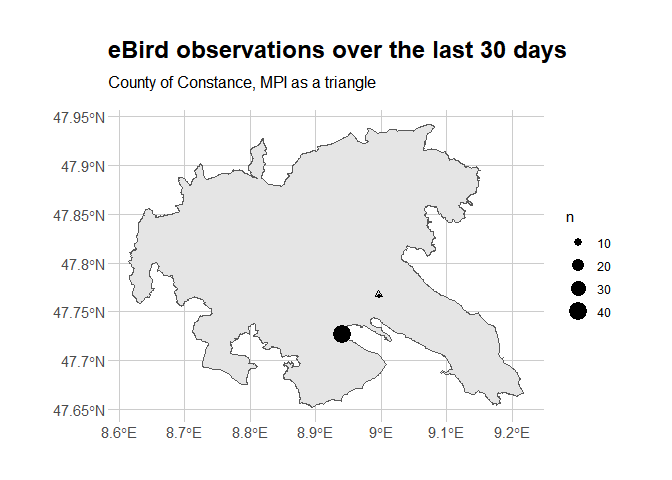 eBird observations over the last 30 days
County of Constance, MPI as a triangle
47.95°N
47.9°N
47.85°N
47.8°N
47.75°N
47.7°N
47.65°N
8.6°E
8.7°E
8.8°E
8.9°E
9°E
9.1°E
9.2°E
n
10
20
30
40